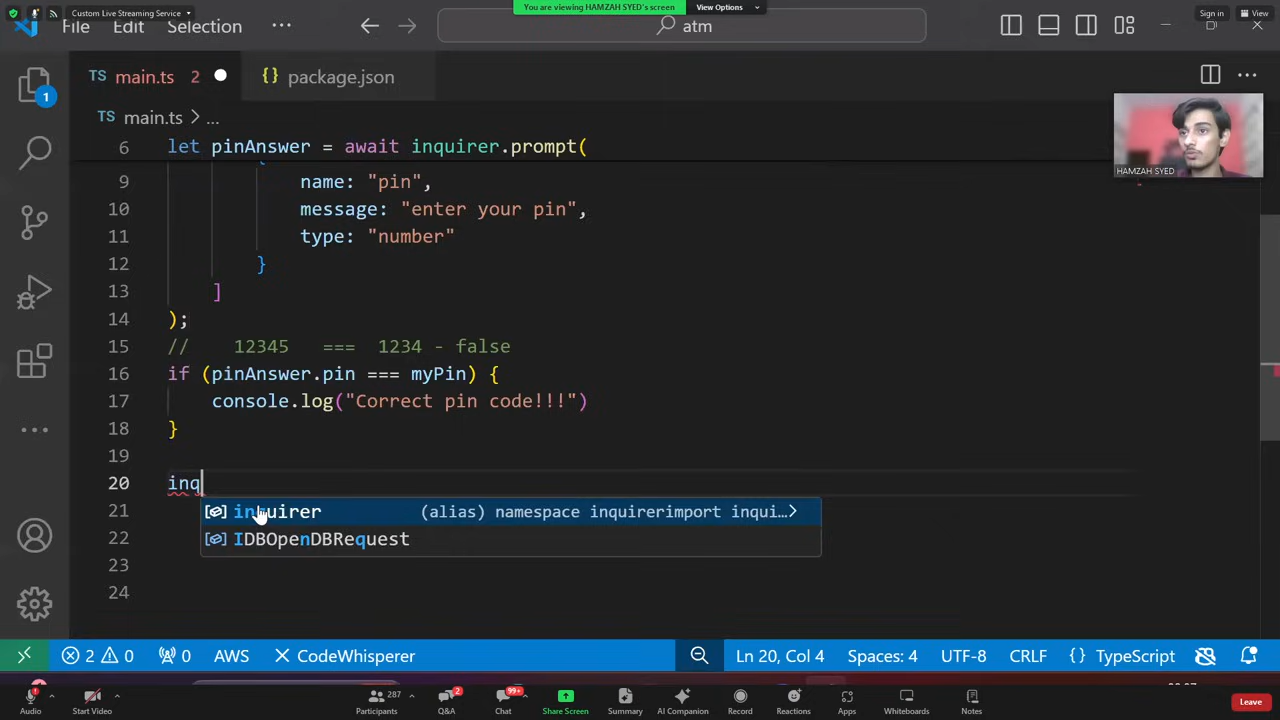 Custom Live Streaming Service
You are viewing HAMZAH SYED's screen
View Options
Sign in
View
File Edit Selection ...
atm
TS main.ts 2
{} package.json
1
TS main.ts > ...
6 let pinAnswer = await inquirer.prompt(
{
9 name: "pin",
10 message: "enter your pin",
11 type: "number"
12 }
13 ]
14 );
15 // 12345 === 1234 - false
16 if (pinAnswer.pin === myPin) {
17 console.log("Correct pin code!!!")
18 }
19
20 inq
21 inquirer (alias) namespace inquirerimport inqui...
22 IDBOpenDBRequest
23
24
HAMZAH SYED
2 0 0 AWS CodeWhisperer Ln 20, Col 4 Spaces: 4 UTF-8 CRLF {} TypeScript
Audio Start Video Participants 287 Q&A 2 Chat 99+ Share Screen Summary AI Companion Record Reactions Apps Whiteboards Notes Leave